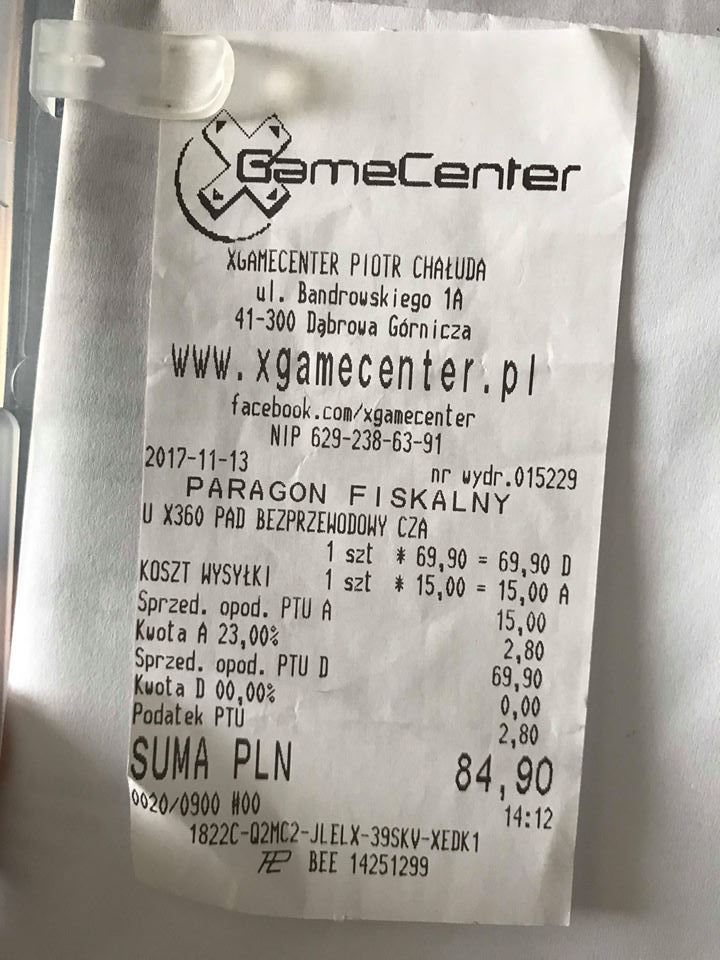 GameCenter
XGAMECENTER PIOTR CHAŁUDA
ul. Bandrowskiego 1A
41-300 Dąbrowa Górnicza
www.xgamecenter.pl
facebook.com/xgamecenter
NIP 629-238-63-91
2017-11-13 nr wydr.015229
PARAGON FISKALNY
U X360 PAD BEZPRZEWODOWY CZA
1 szt * 69,90 = 69,90 D
KOSZT WYSYŁKI 1 szt * 15,00 = 15,00 A
Sprzed. opod. PTU A 15,00
Kwota A 23,00% 2,80
Sprzed. opod. PTU D 69,90
Kwota D 00,00% 0,00
Podatek PTU 2,80
SUMA PLN 84,90
0020/0900 #00 14:12
1822C-Q2MC2-JLELX-39SKV-XEDK1
BEE 14251299